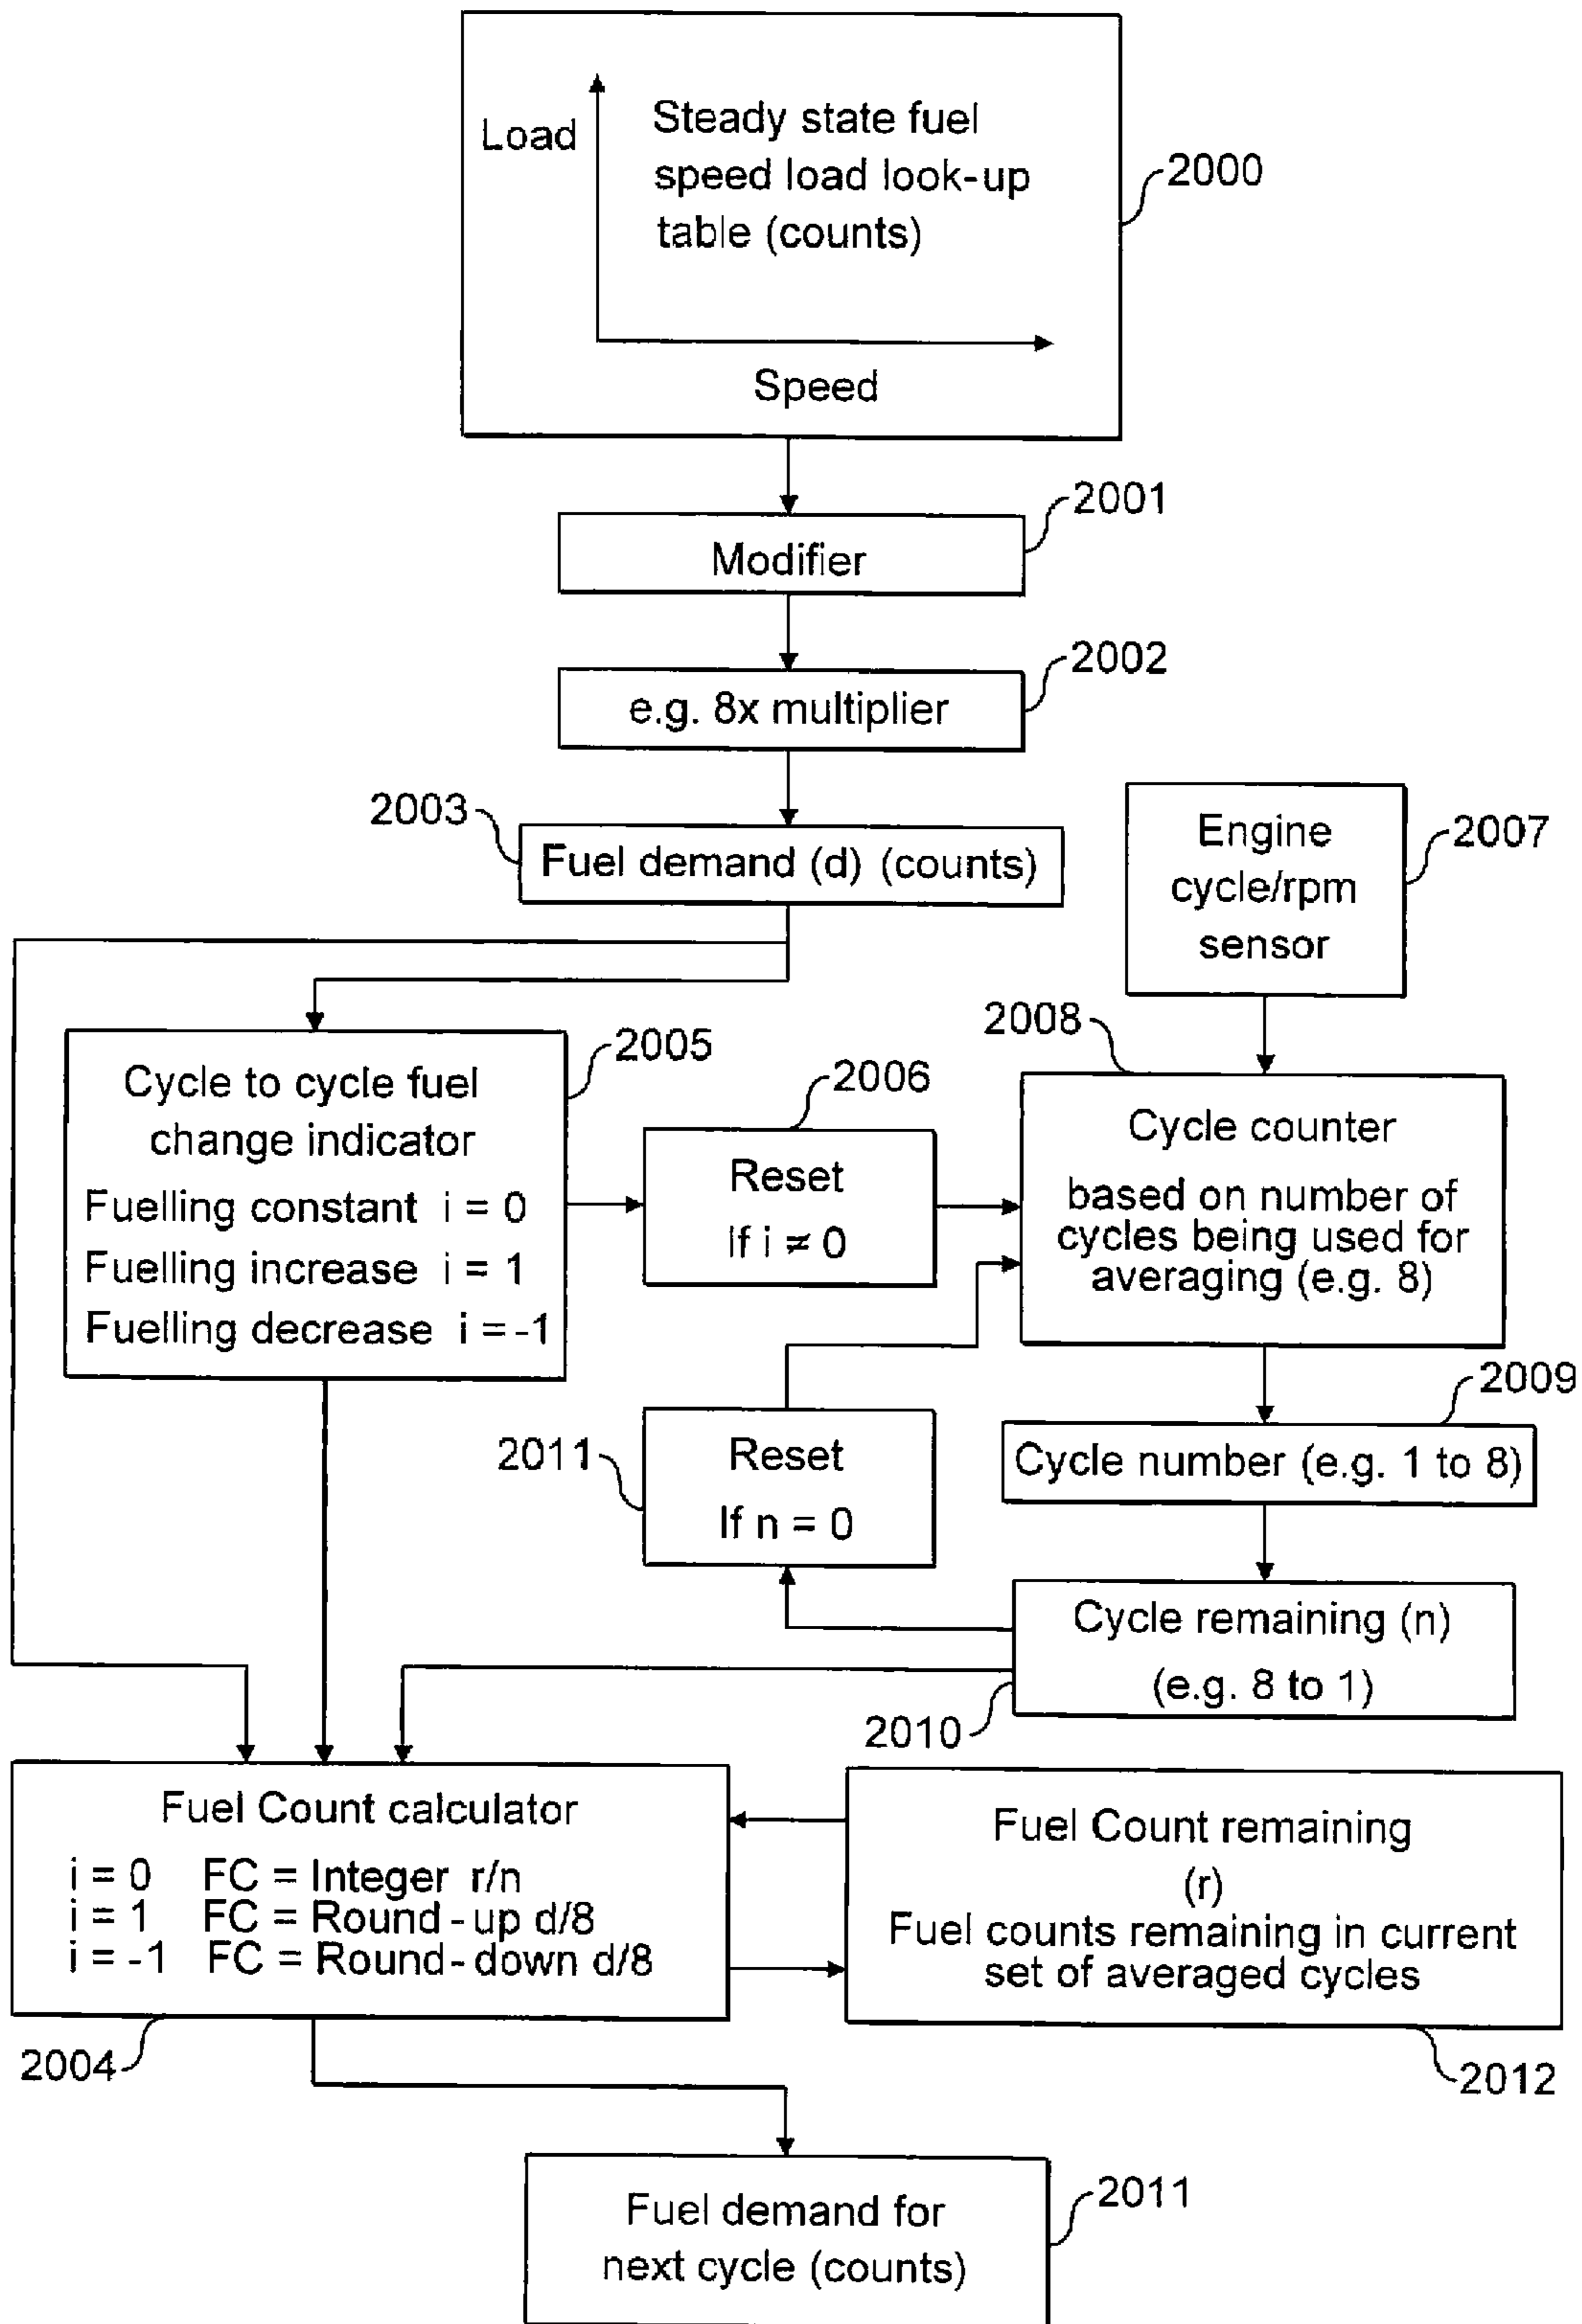 Load
Steady state fuel
speed load look-up
table (counts)
Speed
2000
2001
Modifier
2002
e.g. 8x multiplier
2003
Fuel demand (d) (counts)
Engine
cycle/rpm
sensor
2007
2005
Cycle to cycle fuel
change indicator
Fuelling constant i = 0
Fuelling increase i = 1
Fuelling decrease i = -1
2006
Reset
If i ≠ 0
2008
Cycle counter
based on number of
cycles being used for
averaging (e.g. 8)
2009
Cycle number (e.g. 1 to 8)
2011
Reset
If n = 0
Cycle remaining (n)
(e.g. 8 to 1)
2010
Fuel Count calculator
i = 0 FC = Integer r/n
i = 1 FC = Round-up d/8
i = -1 FC = Round-down d/8
2004
Fuel Count remaining
(r)
Fuel counts remaining in current
set of averaged cycles
2012
Fuel demand for
next cycle (counts)
2011